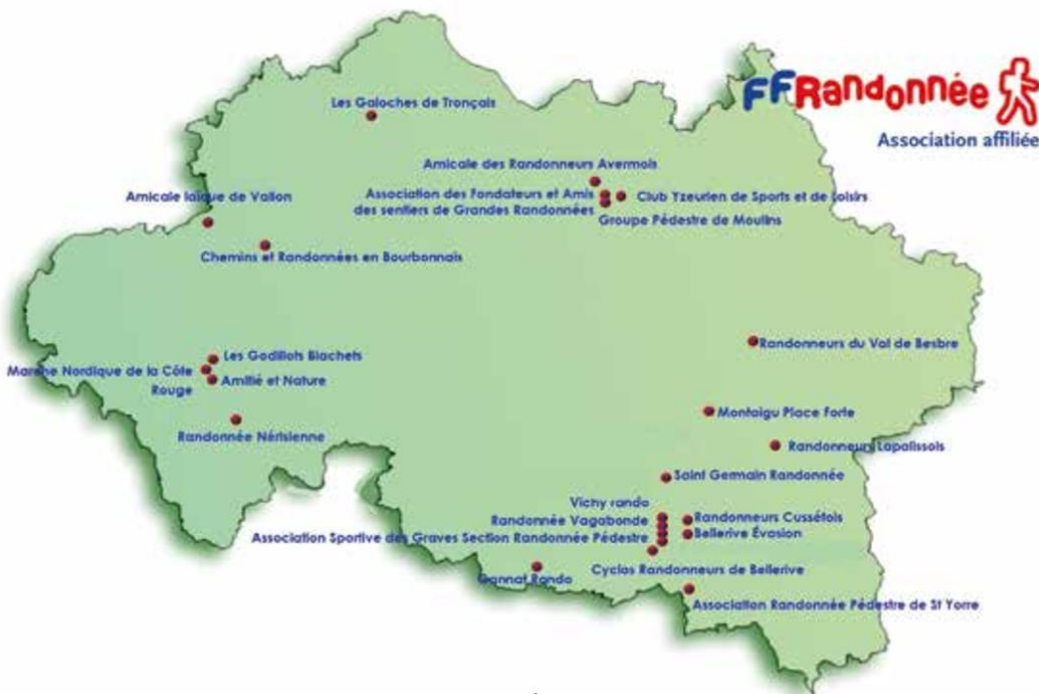 FFRandonnée
Association affiliée
Les Galoches de Tronçais
Amicale des Randonneurs Avermois
Association des Fondateurs et Amis
des sentiers de Grandes Randonnées
Club Yzeurien de Sports et de Loisirs
Groupe Pédestre de Moulins
Amicale laïque de Vallon
Chemins et Randonnées en Bourbonnais
Les Godillots Blachets
Marche Nordique de la Côte
Rouge
Amitié et Nature
Randonnée Nérisienne
Randonneurs du Val de Besbre
Montaigu Place Forte
Randonneurs Lapalissois
Saint Germain Randonnée
Vichy rando
Randonnée Vagabonde
Association Sportive des Graves Section Randonnée Pédestre
Randonneurs Cussétois
Bellerive Évasion
Cyclos Randonneurs de Bellerive
Gannat Rando
Association Randonnée Pédestre de St Yorre